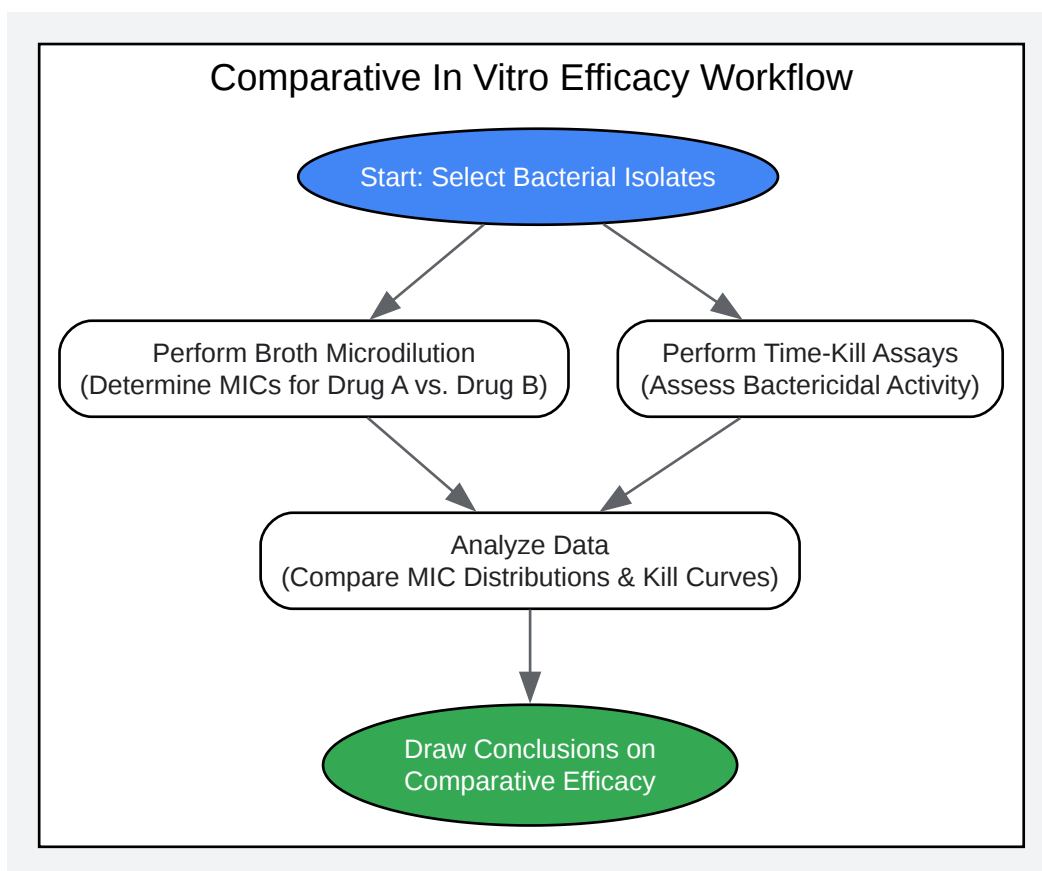 Comparative In Vitro Efficacy Workflow
Start: Select Bacterial Isolates
Perform Broth Microdilution
(Determine MICs for Drug A vs. Drug B)
Perform Time-Kill Assays
(Assess Bactericidal Activity)
Analyze Data
(Compare MIC Distributions & Kill Curves)
Draw Conclusions on
Comparative Efficacy